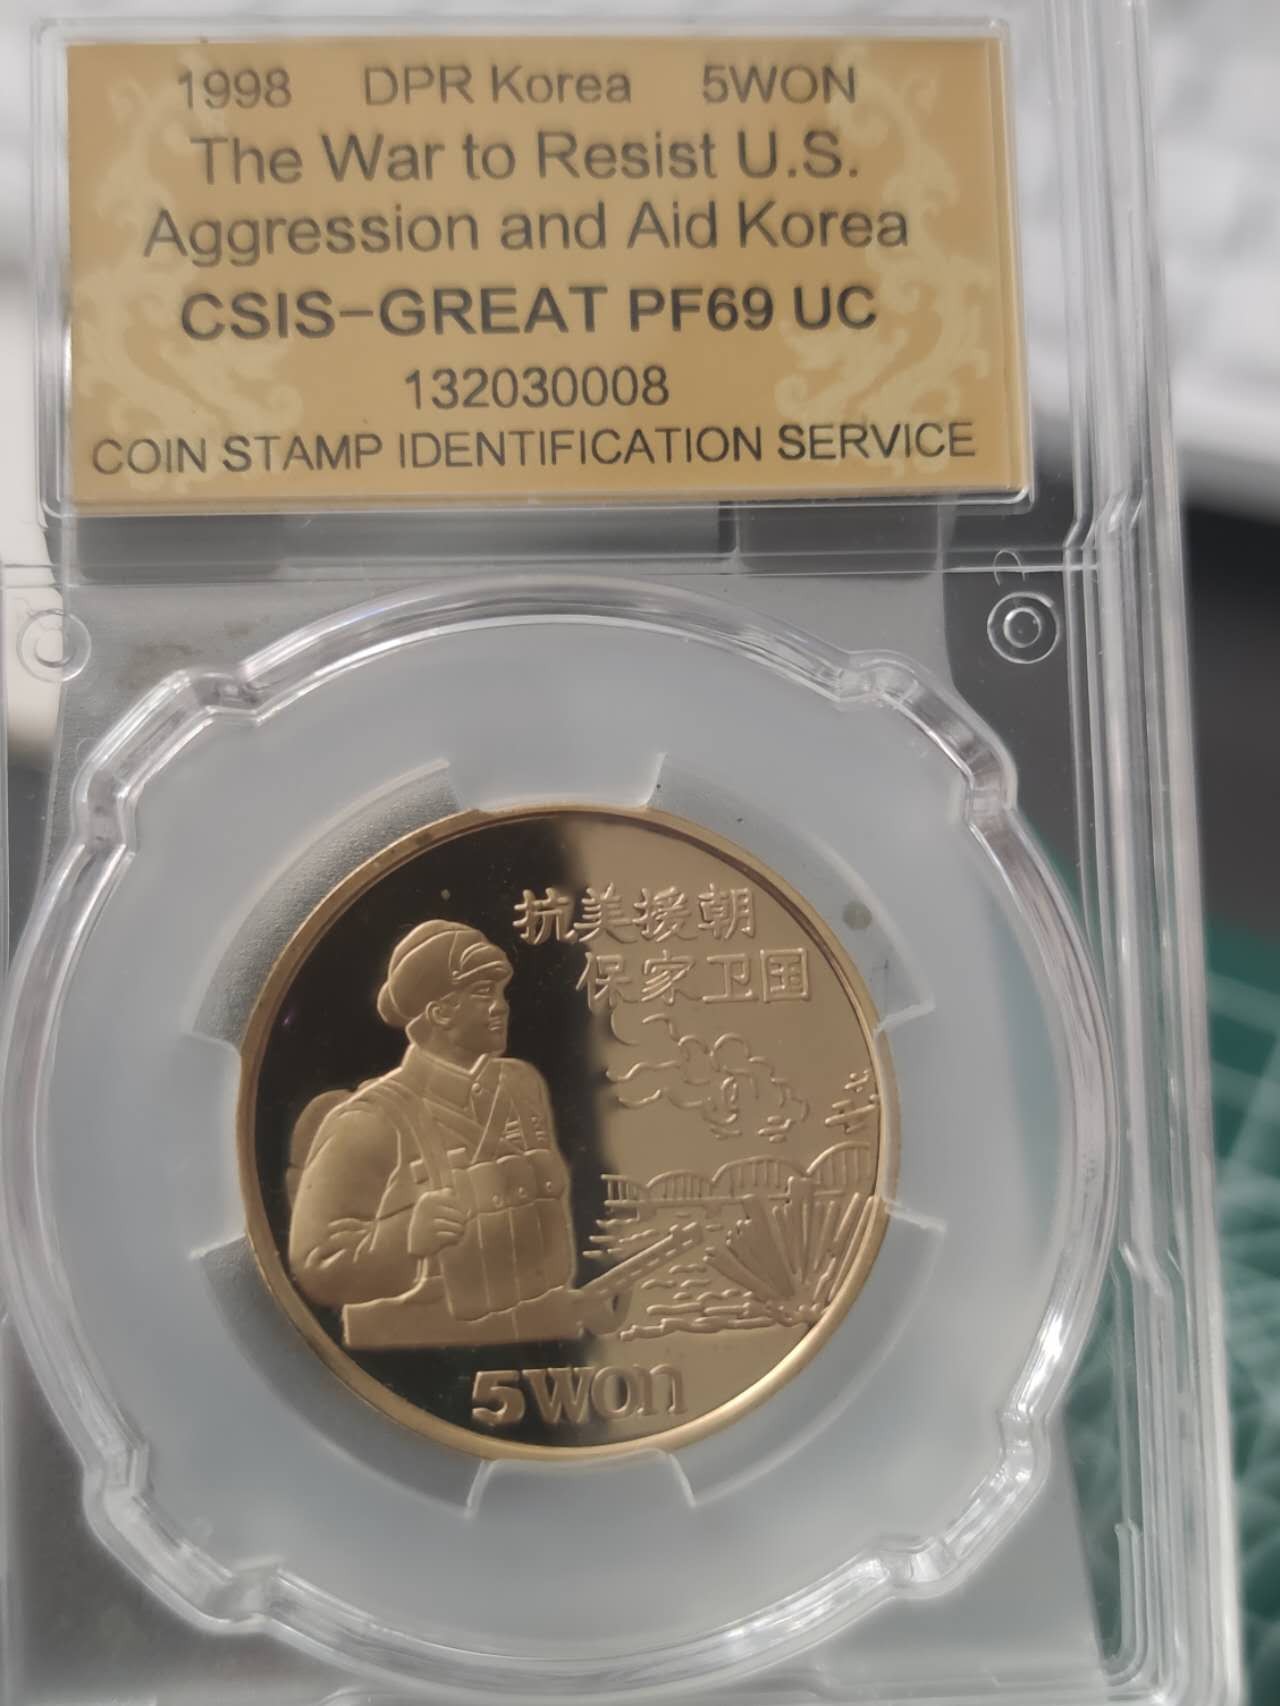 1998 DPR Korea 5WON
The War to Resist U.S.
Aggression and Aid Korea
CSIS-GREAT PF69 UC
132030008
COIN STAMP IDENTIFICATION SERVICE
抗美援朝
保家卫国
5won